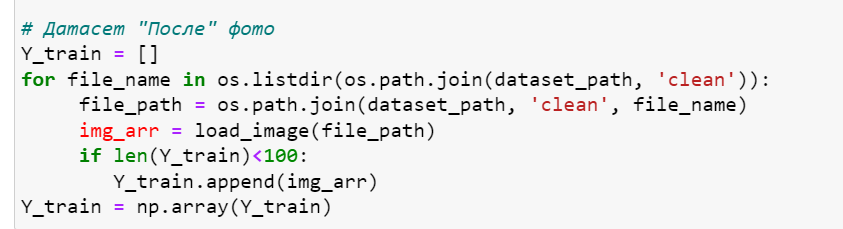 # Датасет "После" фото
Y_train = []
for file_name in os.listdir(os.path.join(dataset_path, 'clean')):
     file_path = os.path.join(dataset_path, 'clean', file_name)
     img_arr = load_image(file_path)
     if len(Y_train)<100:
        Y_train.append(img_arr)
Y_train = np.array(Y_train)